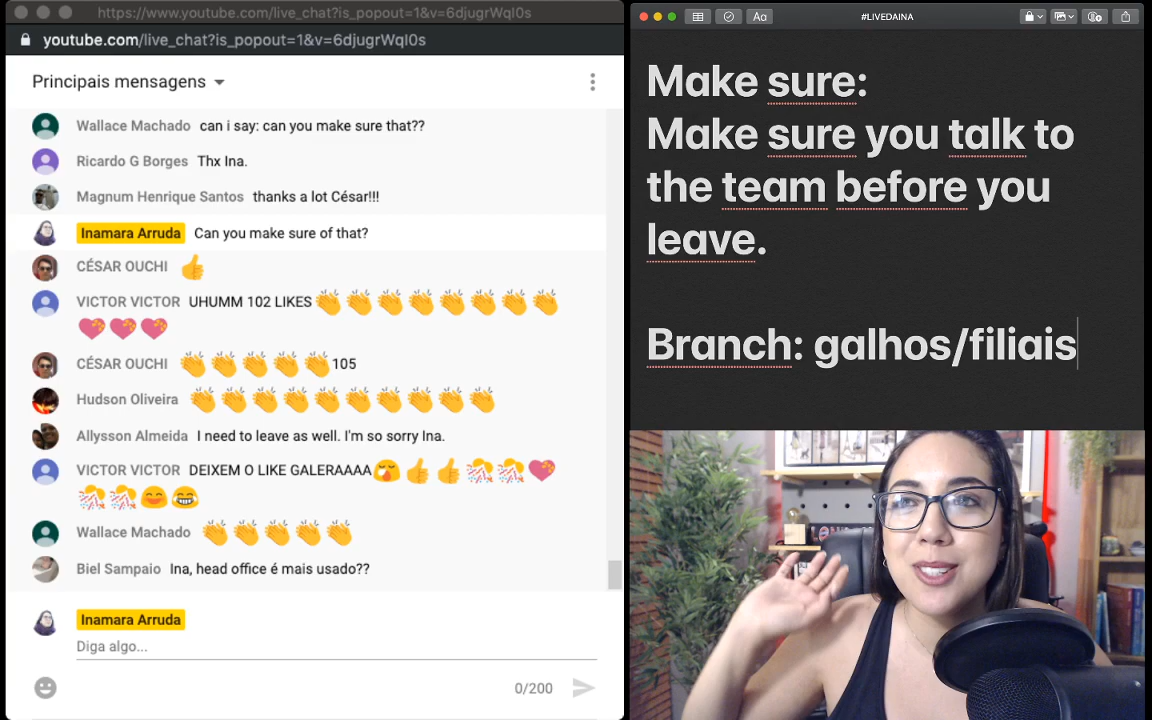 https://www.youtube.com/live_chat?is_popout=1&v=6djugrWqI0s
youtube.com/live_chat?is_popout=1&v=6djugrWqI0s
Principais mensagens
Wallace Machado can i say: can you make sure that??
Ricardo G Borges Thx Ina.
Magnum Henrique Santos thanks a lot César!!!
Inamara Arruda Can you make sure of that?
CÉSAR OUCHI 👍
VICTOR VICTOR UHUMM 102 LIKES 👏👏👏👏👏👏👏👏
💝💝💝
CÉSAR OUCHI 👏👏👏👏👏105
Hudson Oliveira 👏👏👏👏👏👏👏👏👏👏
Allysson Almeida I need to leave as well. I'm so sorry Ina.
VICTOR VICTOR DEIXEM O LIKE GALERAAAA😪👍👍🎊🎊💝
🎊🎊😄😂
Wallace Machado 👏👏👏👏👏
Biel Sampaio Ina, head office é mais usado??
Inamara Arruda
Diga algo...
0/200
Aa
#LIVEDAINA
Make sure:
Make sure you talk to
the team before you
leave.
Branch: galhos/filiais